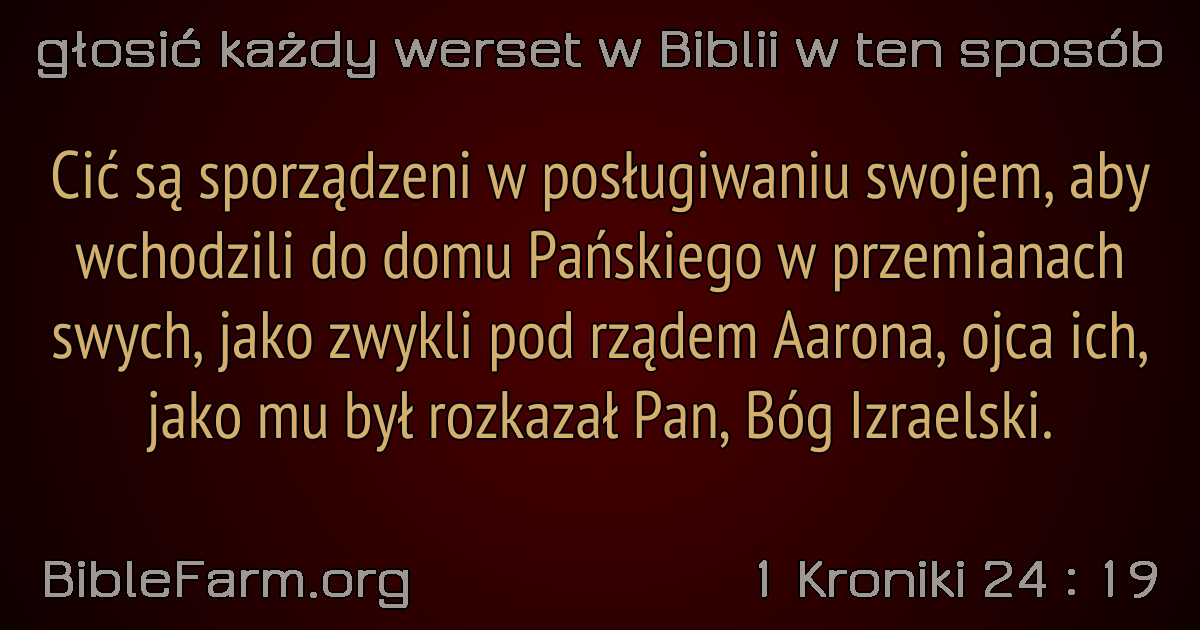 głosić każdy werset w Biblii w ten sposób
Cić są sporządzeni w posługiwaniu swojem, aby
wchodzili do domu Pańskiego w przemianach
swych, jako zwykli pod rządem Aarona, ojca ich,
jako mu był rozkazał Pan, Bóg Izraelski.
BibleFarm.org
1 Kroniki 24 : 19